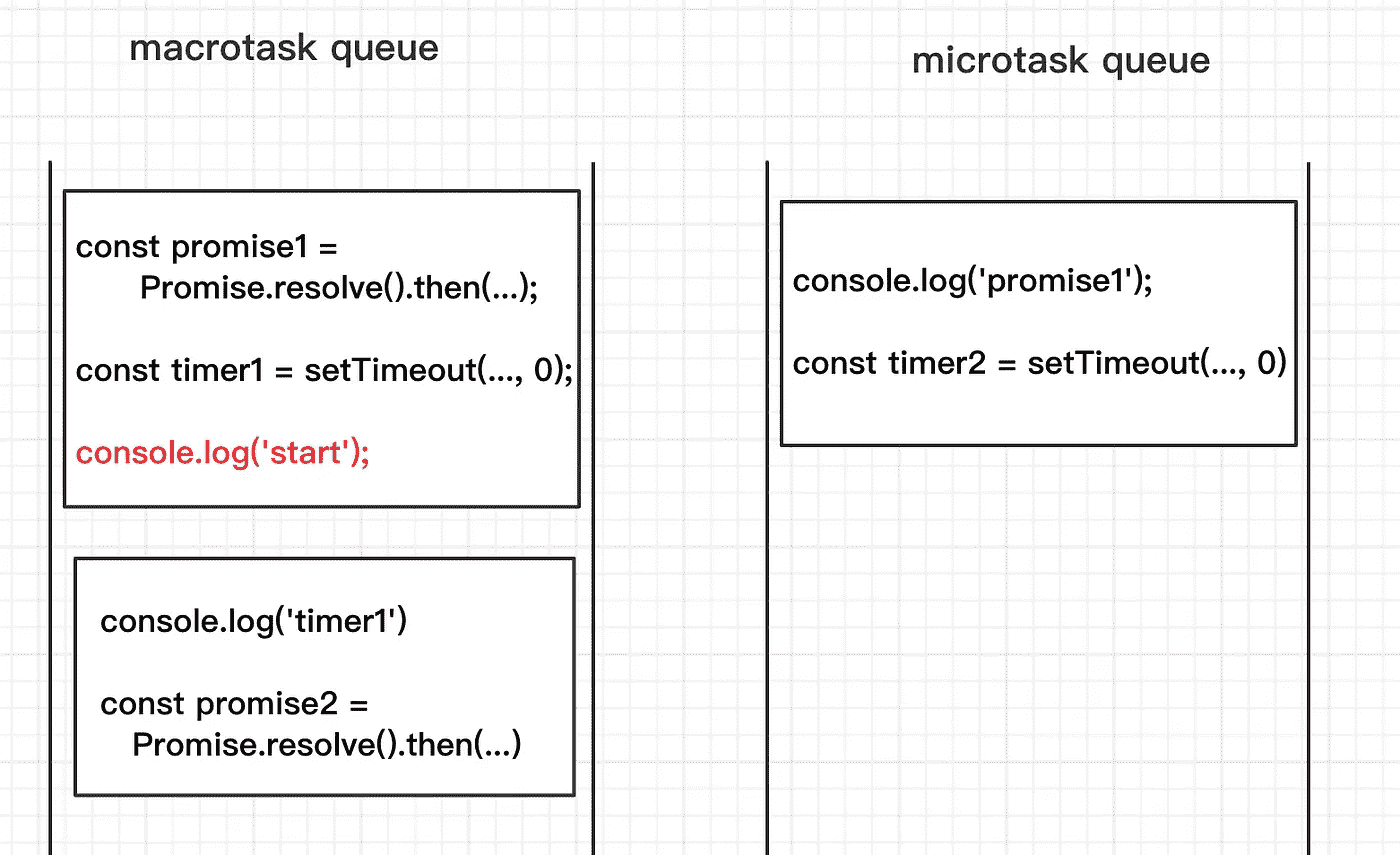 macrotask queue
const promise1 =
Promise.resolve().then(...);
const timer1 = setTimeout(..., 0);
console.log('start');
console.log('timer1')
const promise2 =
Promise.resolve().then(...)
microtask queue
console.log('promise1');
const timer2 = setTimeout(..., 0)